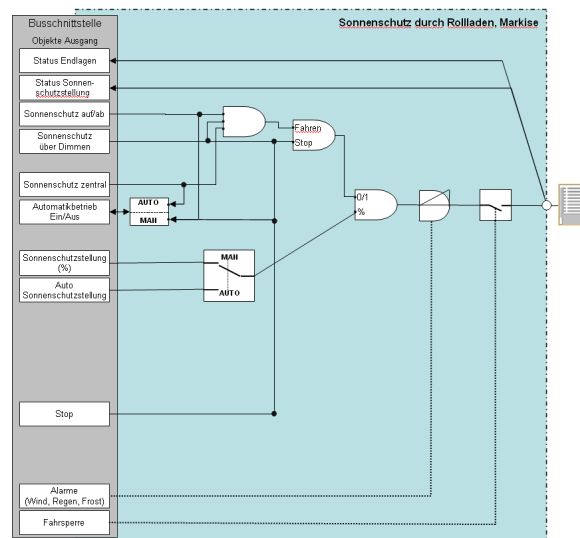 Busschnittstelle
Sonnenschutz durch Rollladen, Markise
Objekte Ausgang
Status Endlagen
Status Sonnen-
schutzstellung
Sonnenschutz auf/ab
Sonnenschutz
über Dimmen
Fahren
Stop
Sonnenschutz zentral
Automatikbetrieb
Ein/Aus
AUTO
MAH
0/1
%
Sonnenschutzstellung
(%)
Auto
Sonnenschutzstellung
MAH
AUTO
Stop
Alarme
(Wind, Regen, Frost)
Fahrsperre